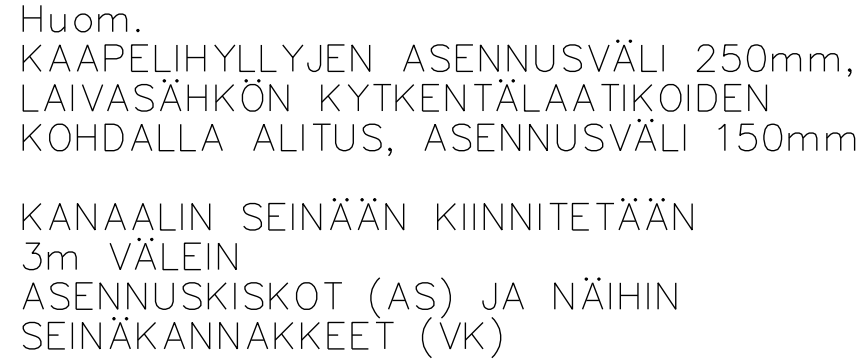 Huom.
KAAPELIHYLLYJEN ASENNUSVÄLI 250mm,
LAIVASÄHKÖN KYTKENTÄLAATIKOIDEN
KOHDALLA ALITUS, ASENNUSVÄLI 150mm
KANAALIN SEINÄÄN KIINNITETÄÄN
3m VÄLEIN
ASENNUSKISKOT (AS) JA NÄIHIN
SEINÄKANNAKKEET (VK)